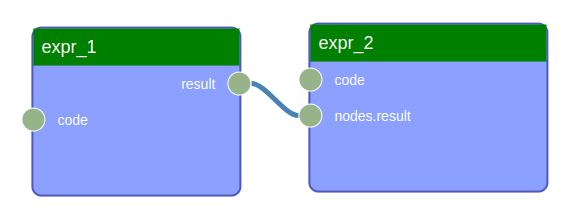 expr_1
result
code
expr_2
code
nodes.result